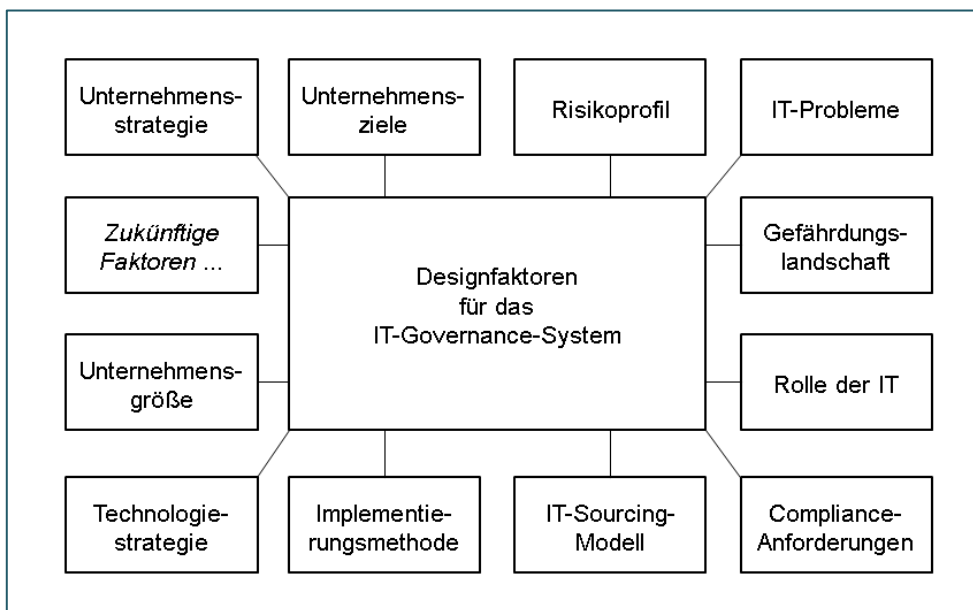 Unternehmens-
strategie
Unternehmens-
ziele
Risikoprofil
IT-Probleme
Zukünftige
Faktoren ...
Designfaktoren
für das
IT-Governance-System
Gefährdungs-
landschaft
Unternehmens-
größe
Rolle der IT
Technologie-
strategie
Implementie-
rungsmethode
IT-Sourcing-
Modell
Compliance-
Anforderungen